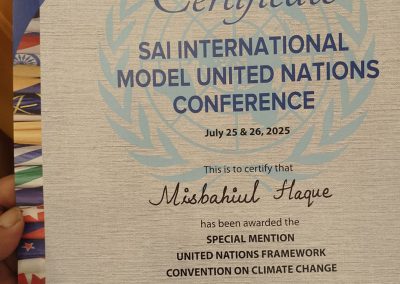 Certificate
SAI INTERNATIONAL
MODEL UNITED NATIONS
CONFERENCE
July 25 & 26, 2025
This is to certify that
Misbahiul Haque
has been awarded the
SPECIAL MENTION
UNITED NATIONS FRAMEWORK
CONVENTION ON CLIMATE CHANGE